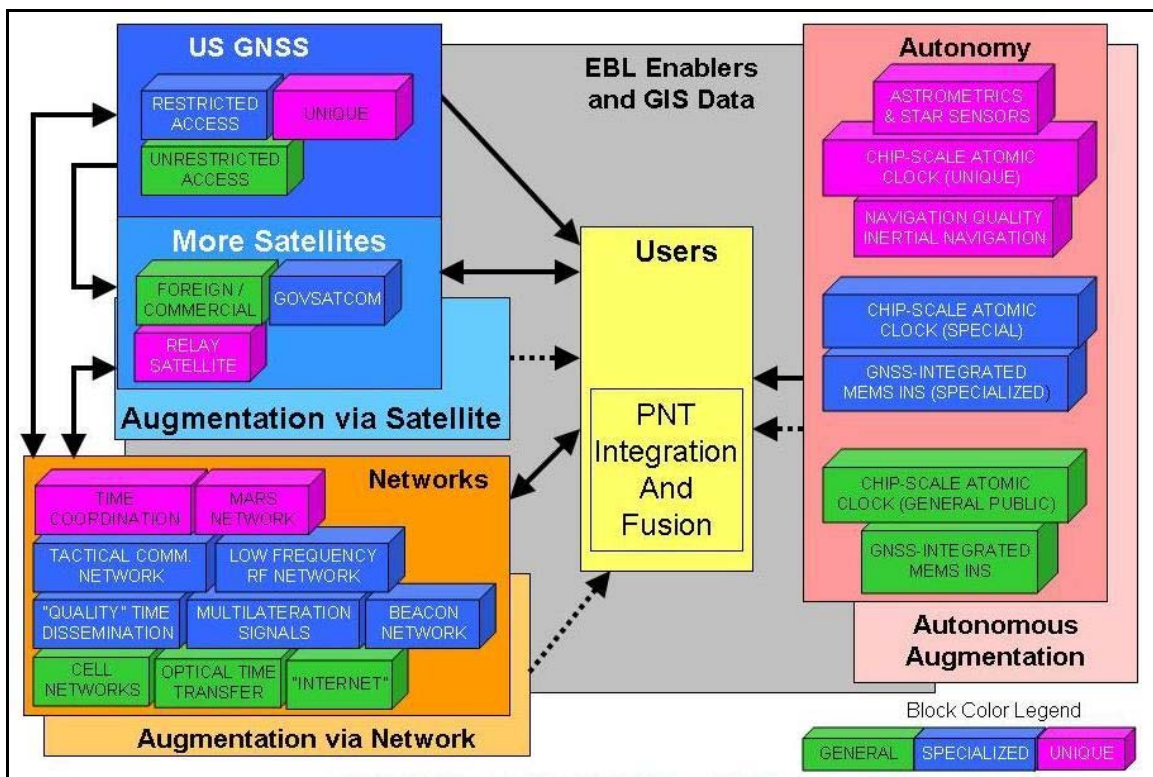 US GNSS
RESTRICTED
ACCESS
UNIQUE
UNRESTRICTED
ACCESS
More Satellites
FOREIGN /
COMMERCIAL
GOVSATCOM
RELAY
SATELLITE
Augmentation via Satellite
Networks
TIME
COORDINATION
MARS
NETWORK
TACTICAL COMM.
NETWORK
LOW FREQUENCY
RF NETWORK
"QUALITY" TIME
DISSEMINATION
MULTILATERATION
SIGNALS
BEACON
NETWORK
CELL
NETWORKS
OPTICAL TIME
TRANSFER
"INTERNET"
Augmentation via Network
EBL Enablers
and GIS Data
Users
PNT
Integration
And
Fusion
Autonomy
ASTROMETRICS
& STAR SENSORS
CHIP-SCALE ATOMIC
CLOCK (UNIQUE)
NAVIGATION QUALITY
INERTIAL NAVIGATION
CHIP-SCALE ATOMIC
CLOCK (SPECIAL)
GNSS-INTEGRATED
MEMS INS (SPECIALIZED)
CHIP-SCALE ATOMIC
CLOCK (GENERAL PUBLIC)
GNSS-INTEGRATED
MEMS INS
Autonomous
Augmentation
Block Color Legend
GENERAL
SPECIALIZED
UNIQUE